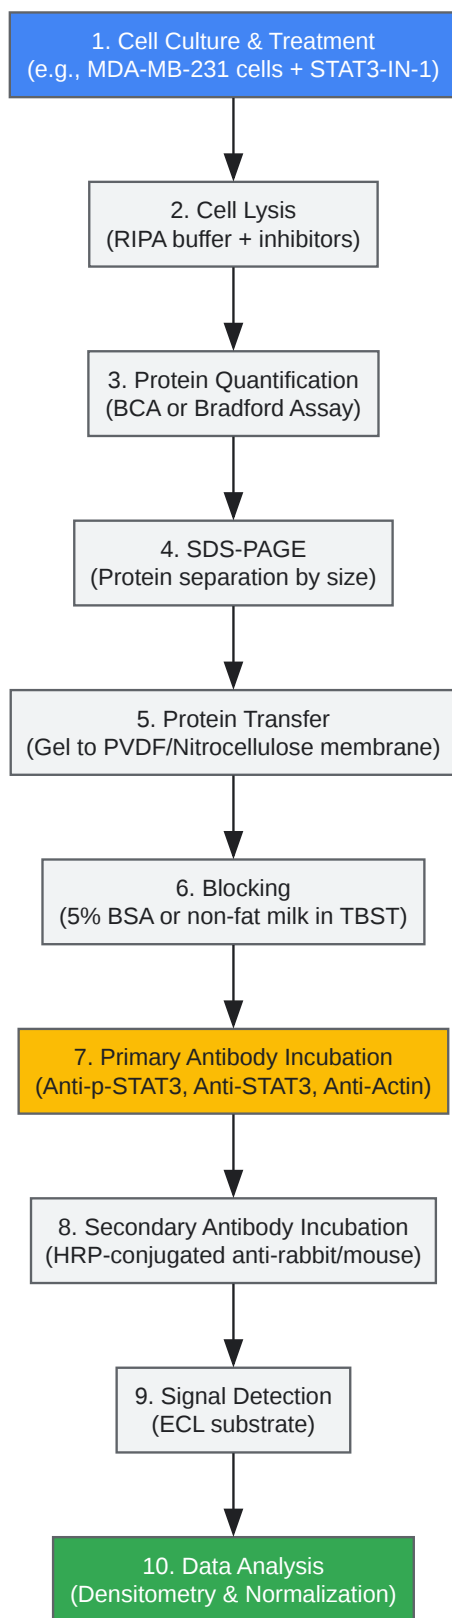 1. Cell Culture & Treatment
(e.g., MDA-MB-231 cells + STAT3-IN-1)
2. Cell Lysis
(RIPA buffer + inhibitors)
3. Protein Quantification
(BCA or Bradford Assay)
4. SDS-PAGE
(Protein separation by size)
5. Protein Transfer
(Gel to PVDF/Nitrocellulose membrane)
6. Blocking
(5% BSA or non-fat milk in TBST)
7. Primary Antibody Incubation
(Anti-p-STAT3, Anti-STAT3, Anti-Actin)
8. Secondary Antibody Incubation
(HRP-conjugated anti-rabbit/mouse)
9. Signal Detection
(ECL substrate)
10. Data Analysis
(Densitometry & Normalization)